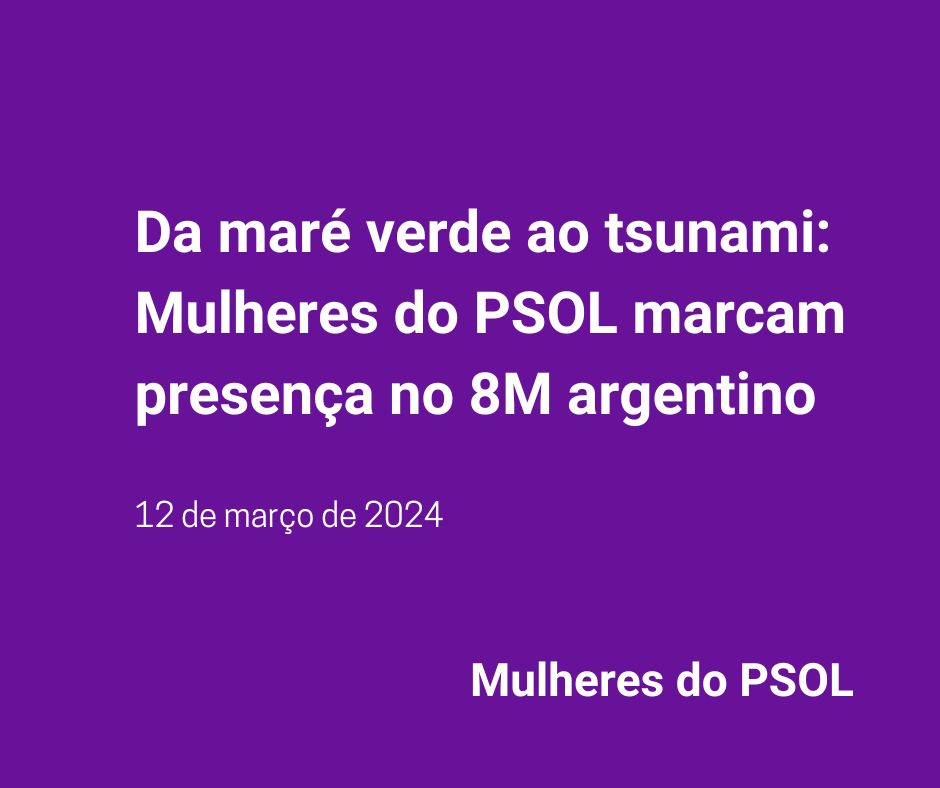 Da maré verde ao tsunami:
Mulheres do PSOL marcam
presença no 8M argentino
12 de março de 2024
Mulheres do PSOL